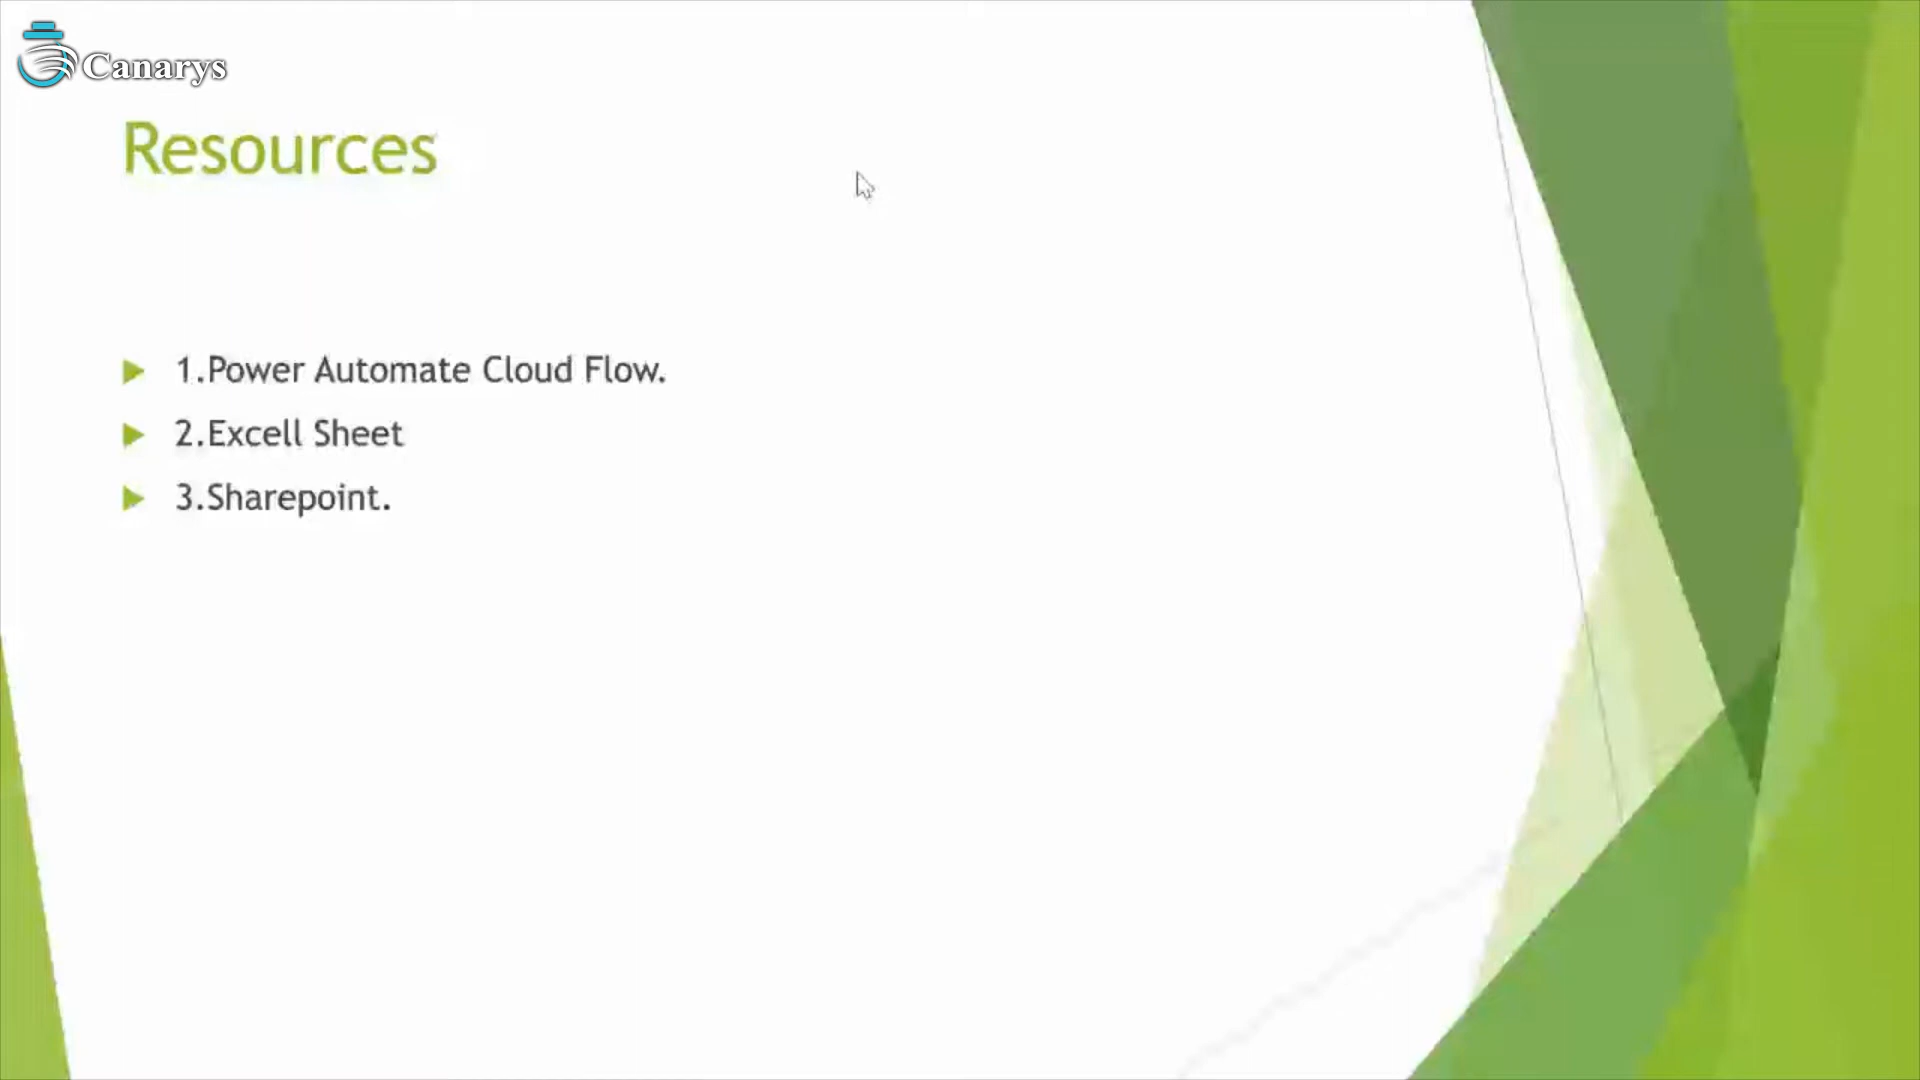 Canarys
Resources
1.Power Automate Cloud Flow.
2.Excell Sheet
3.Sharepoint.